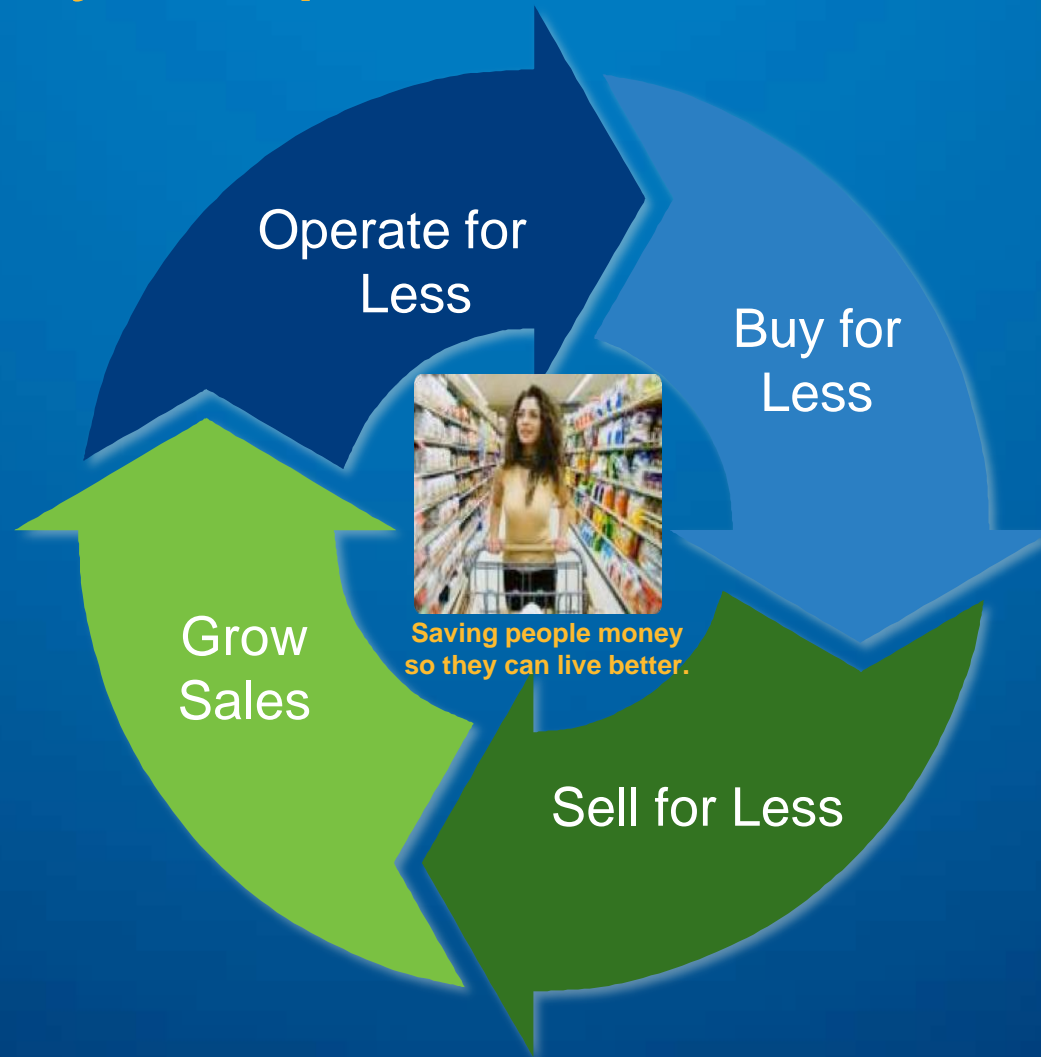 Operate for
Less
Buy for
Less
Sell for Less
Grow
Sales
Saving people money
so they can live better.